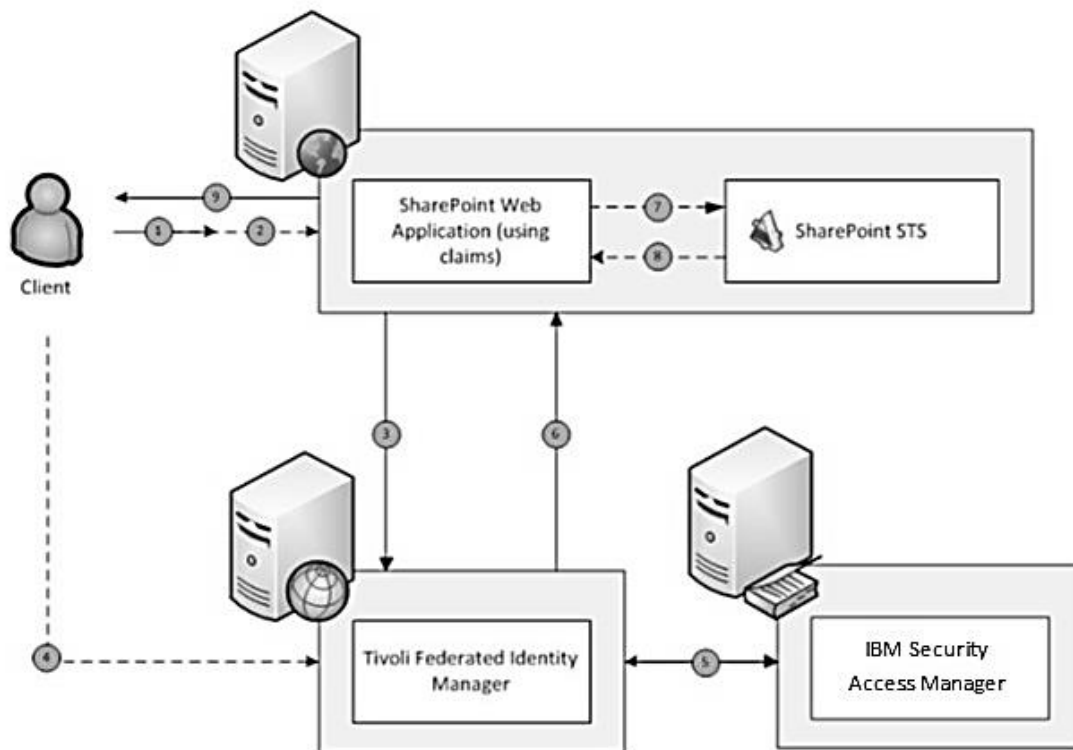 9
SharePoint Web
Application (using
claims)
7
SharePoint STS
1
2
8
Client
3
6
4
Tivoli Federated Identity
Manager
5
IBM Security
Access Manager